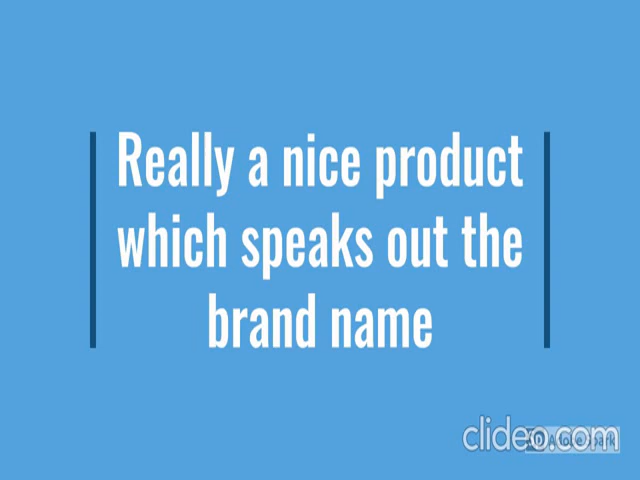 Really a nice product
which speaks out the
brand name
clideo.com